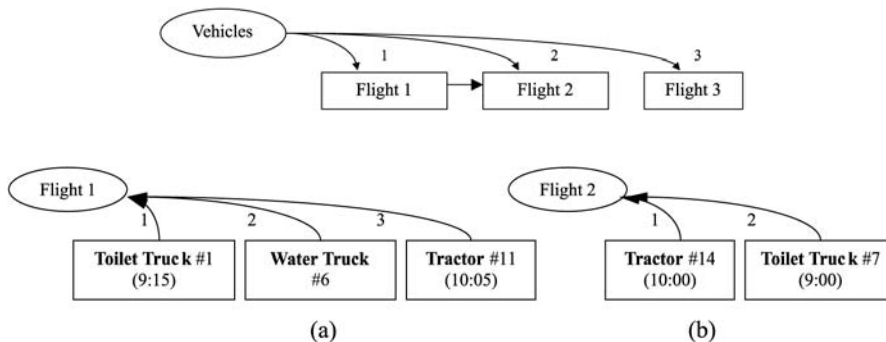 Vehicles
1 2 3
Flight 1 Flight 2 Flight 3
Flight 1 Flight 2
1 2 3 1 2
Toilet Truck #1 Water Truck Tractor #11 Tractor #14 Toilet Truck #7
(9:15) #6 (10:05) (10:00) (9:00)
(a) (b)